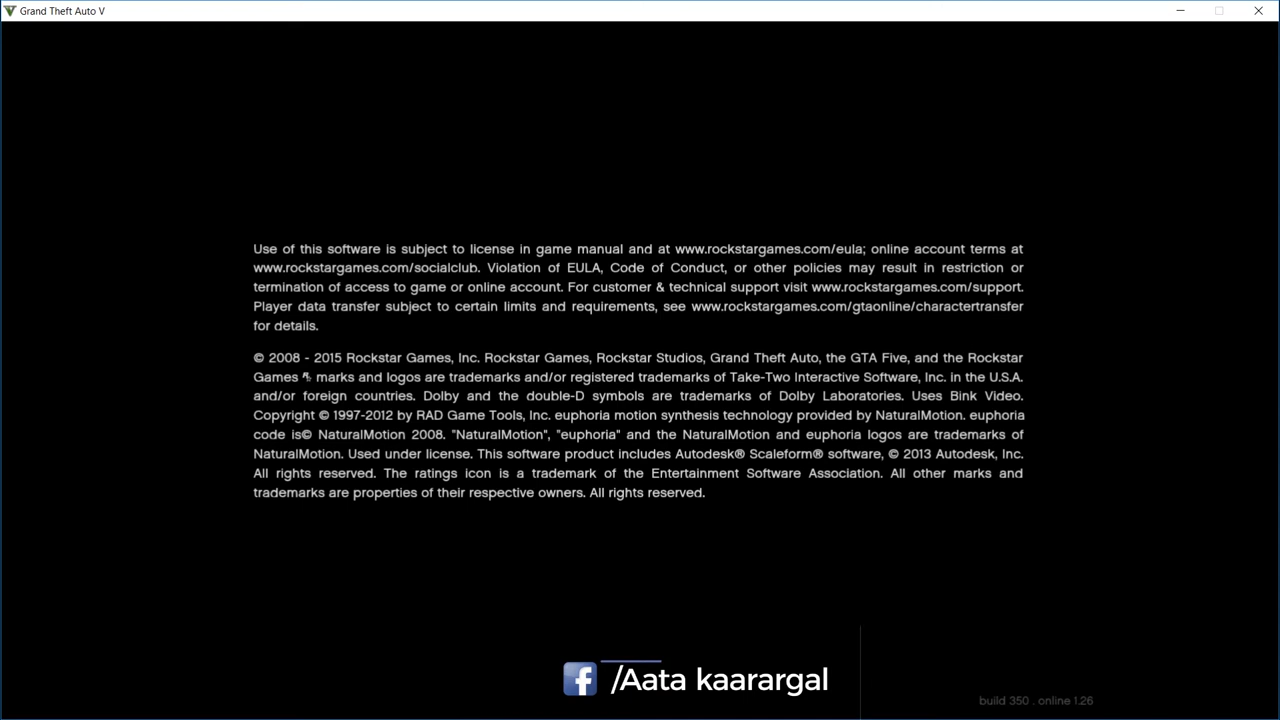 Grand Theft Auto V
Use of this software is subject to license in game manual and at www.rockstargames.com/eula; online account terms at
www.rockstargames.com/socialclub. Violation of EULA, Code of Conduct, or other policies may result in restriction or
termination of access to game or online account. For customer & technical support visit www.rockstargames.com/support.
Player data transfer subject to certain limits and requirements, see www.rockstargames.com/gtaonline/charactertransfer
for details.
© 2008 - 2015 Rockstar Games, Inc. Rockstar Games, Rockstar Studios, Grand Theft Auto, the GTA Five, and the Rockstar
Games R* marks and logos are trademarks and/or registered trademarks of Take-Two Interactive Software, Inc. in the U.S.A.
and/or foreign countries. Dolby and the double-D symbols are trademarks of Dolby Laboratories. Uses Bink Video.
Copyright © 1997-2012 by RAD Game Tools, Inc. euphoria motion synthesis technology provided by NaturalMotion. euphoria
code is© NaturalMotion 2008. "NaturalMotion", "euphoria" and the NaturalMotion and euphoria logos are trademarks of
NaturalMotion. Used under license. This software product includes Autodesk® Scaleform® software, © 2013 Autodesk, Inc.
All rights reserved. The ratings icon is a trademark of the Entertainment Software Association. All other marks and
trademarks are properties of their respective owners. All rights reserved.
f /Aata kaarargal
build 350 . online 1.26